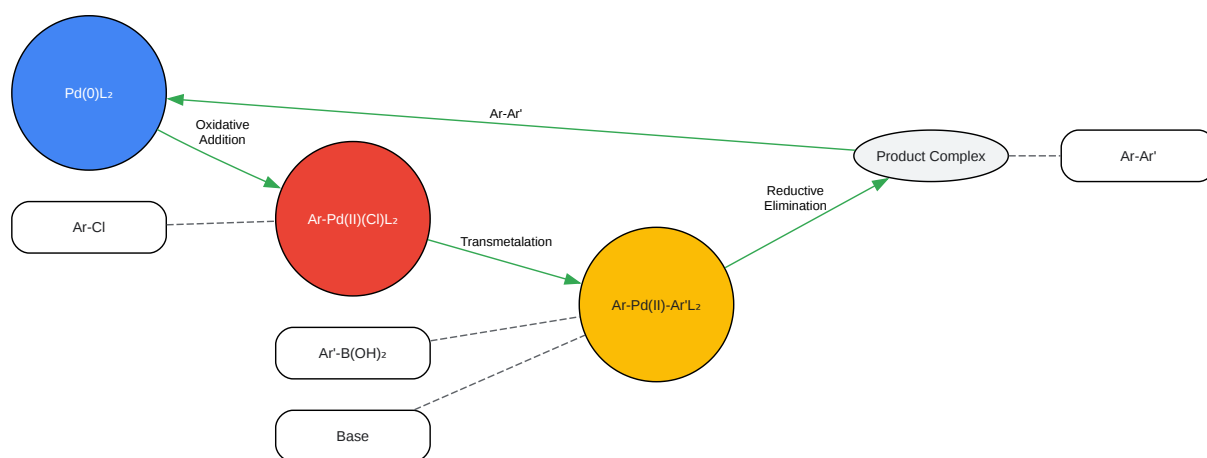 Pd(0)L₂
Ar-Ar'
Oxidative
Addition
Product Complex
Ar-Ar'
Reductive
Elimination
Ar-Pd(II)(Cl)L₂
Ar-Cl
Transmetalation
Ar-Pd(II)-Ar'L₂
Ar'-B(OH)₂
Base